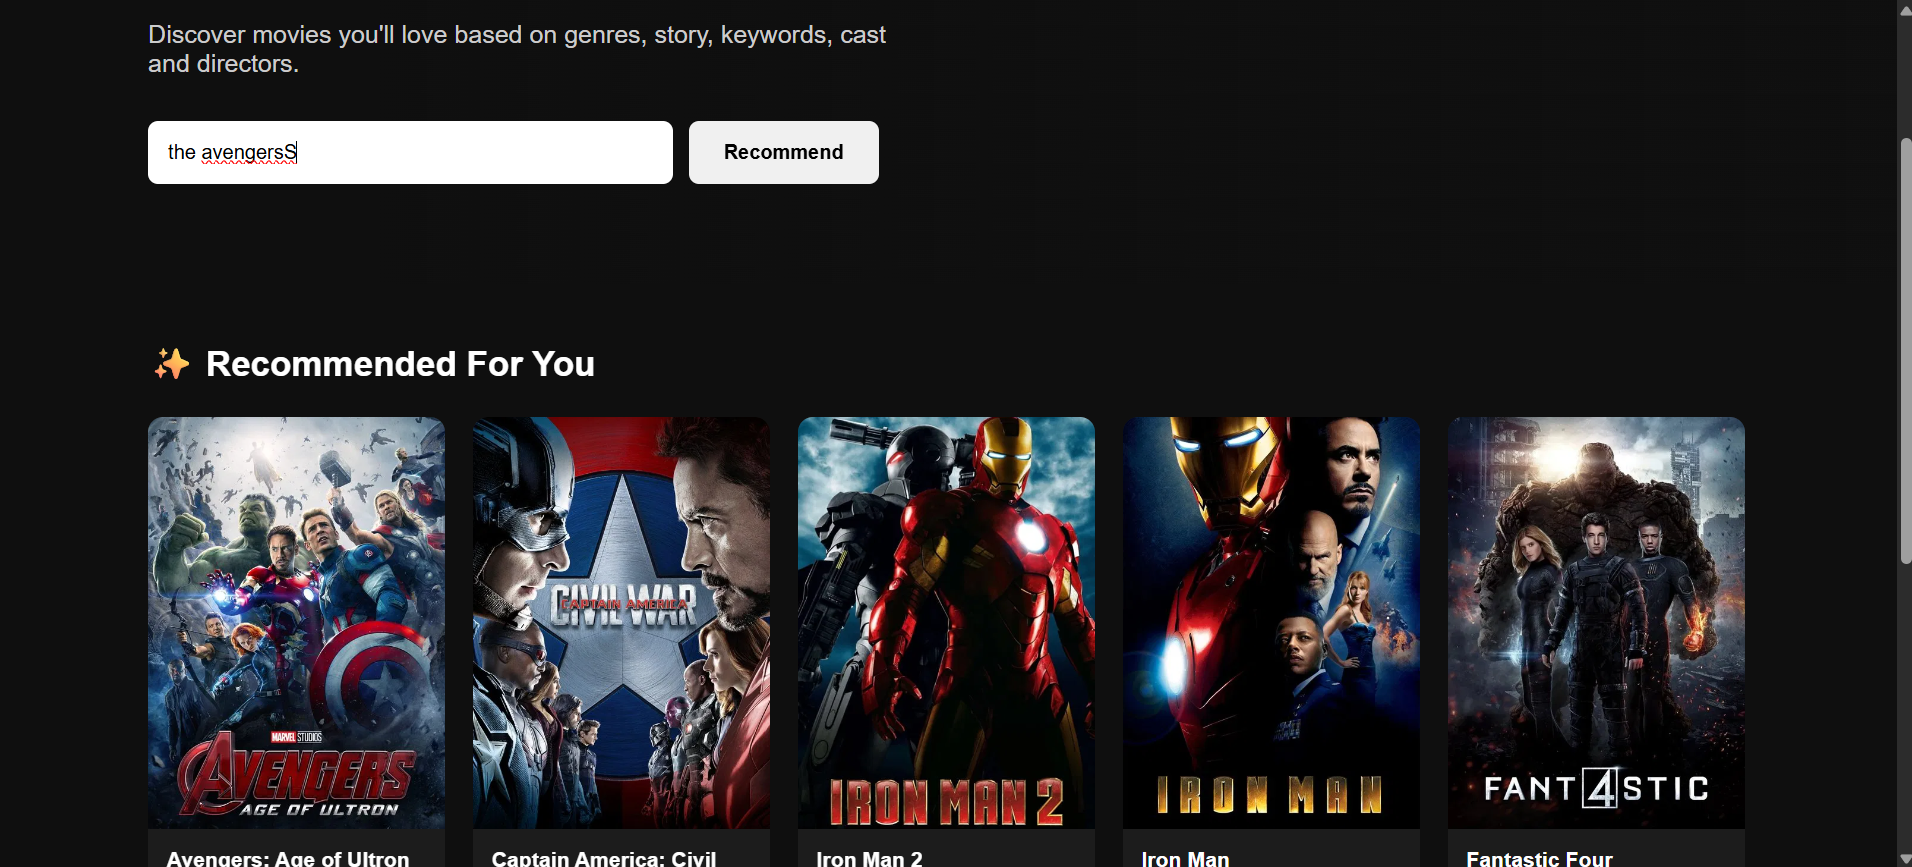 Discover movies you'll love based on genres, story, keywords, cast
and directors.
the avengersS
Recommend
✨ Recommended For You
MARVEL STUDIOS
AVENGERS
AGE OF ULTRON
CAPTAIN AMERICA
CIVIL WAR
IRON MAN 2
IRON MAN
FANT4STIC
Avengers: Age of Ultron
Captain America: Civil
Iron Man 2
Iron Man
Fantastic Four